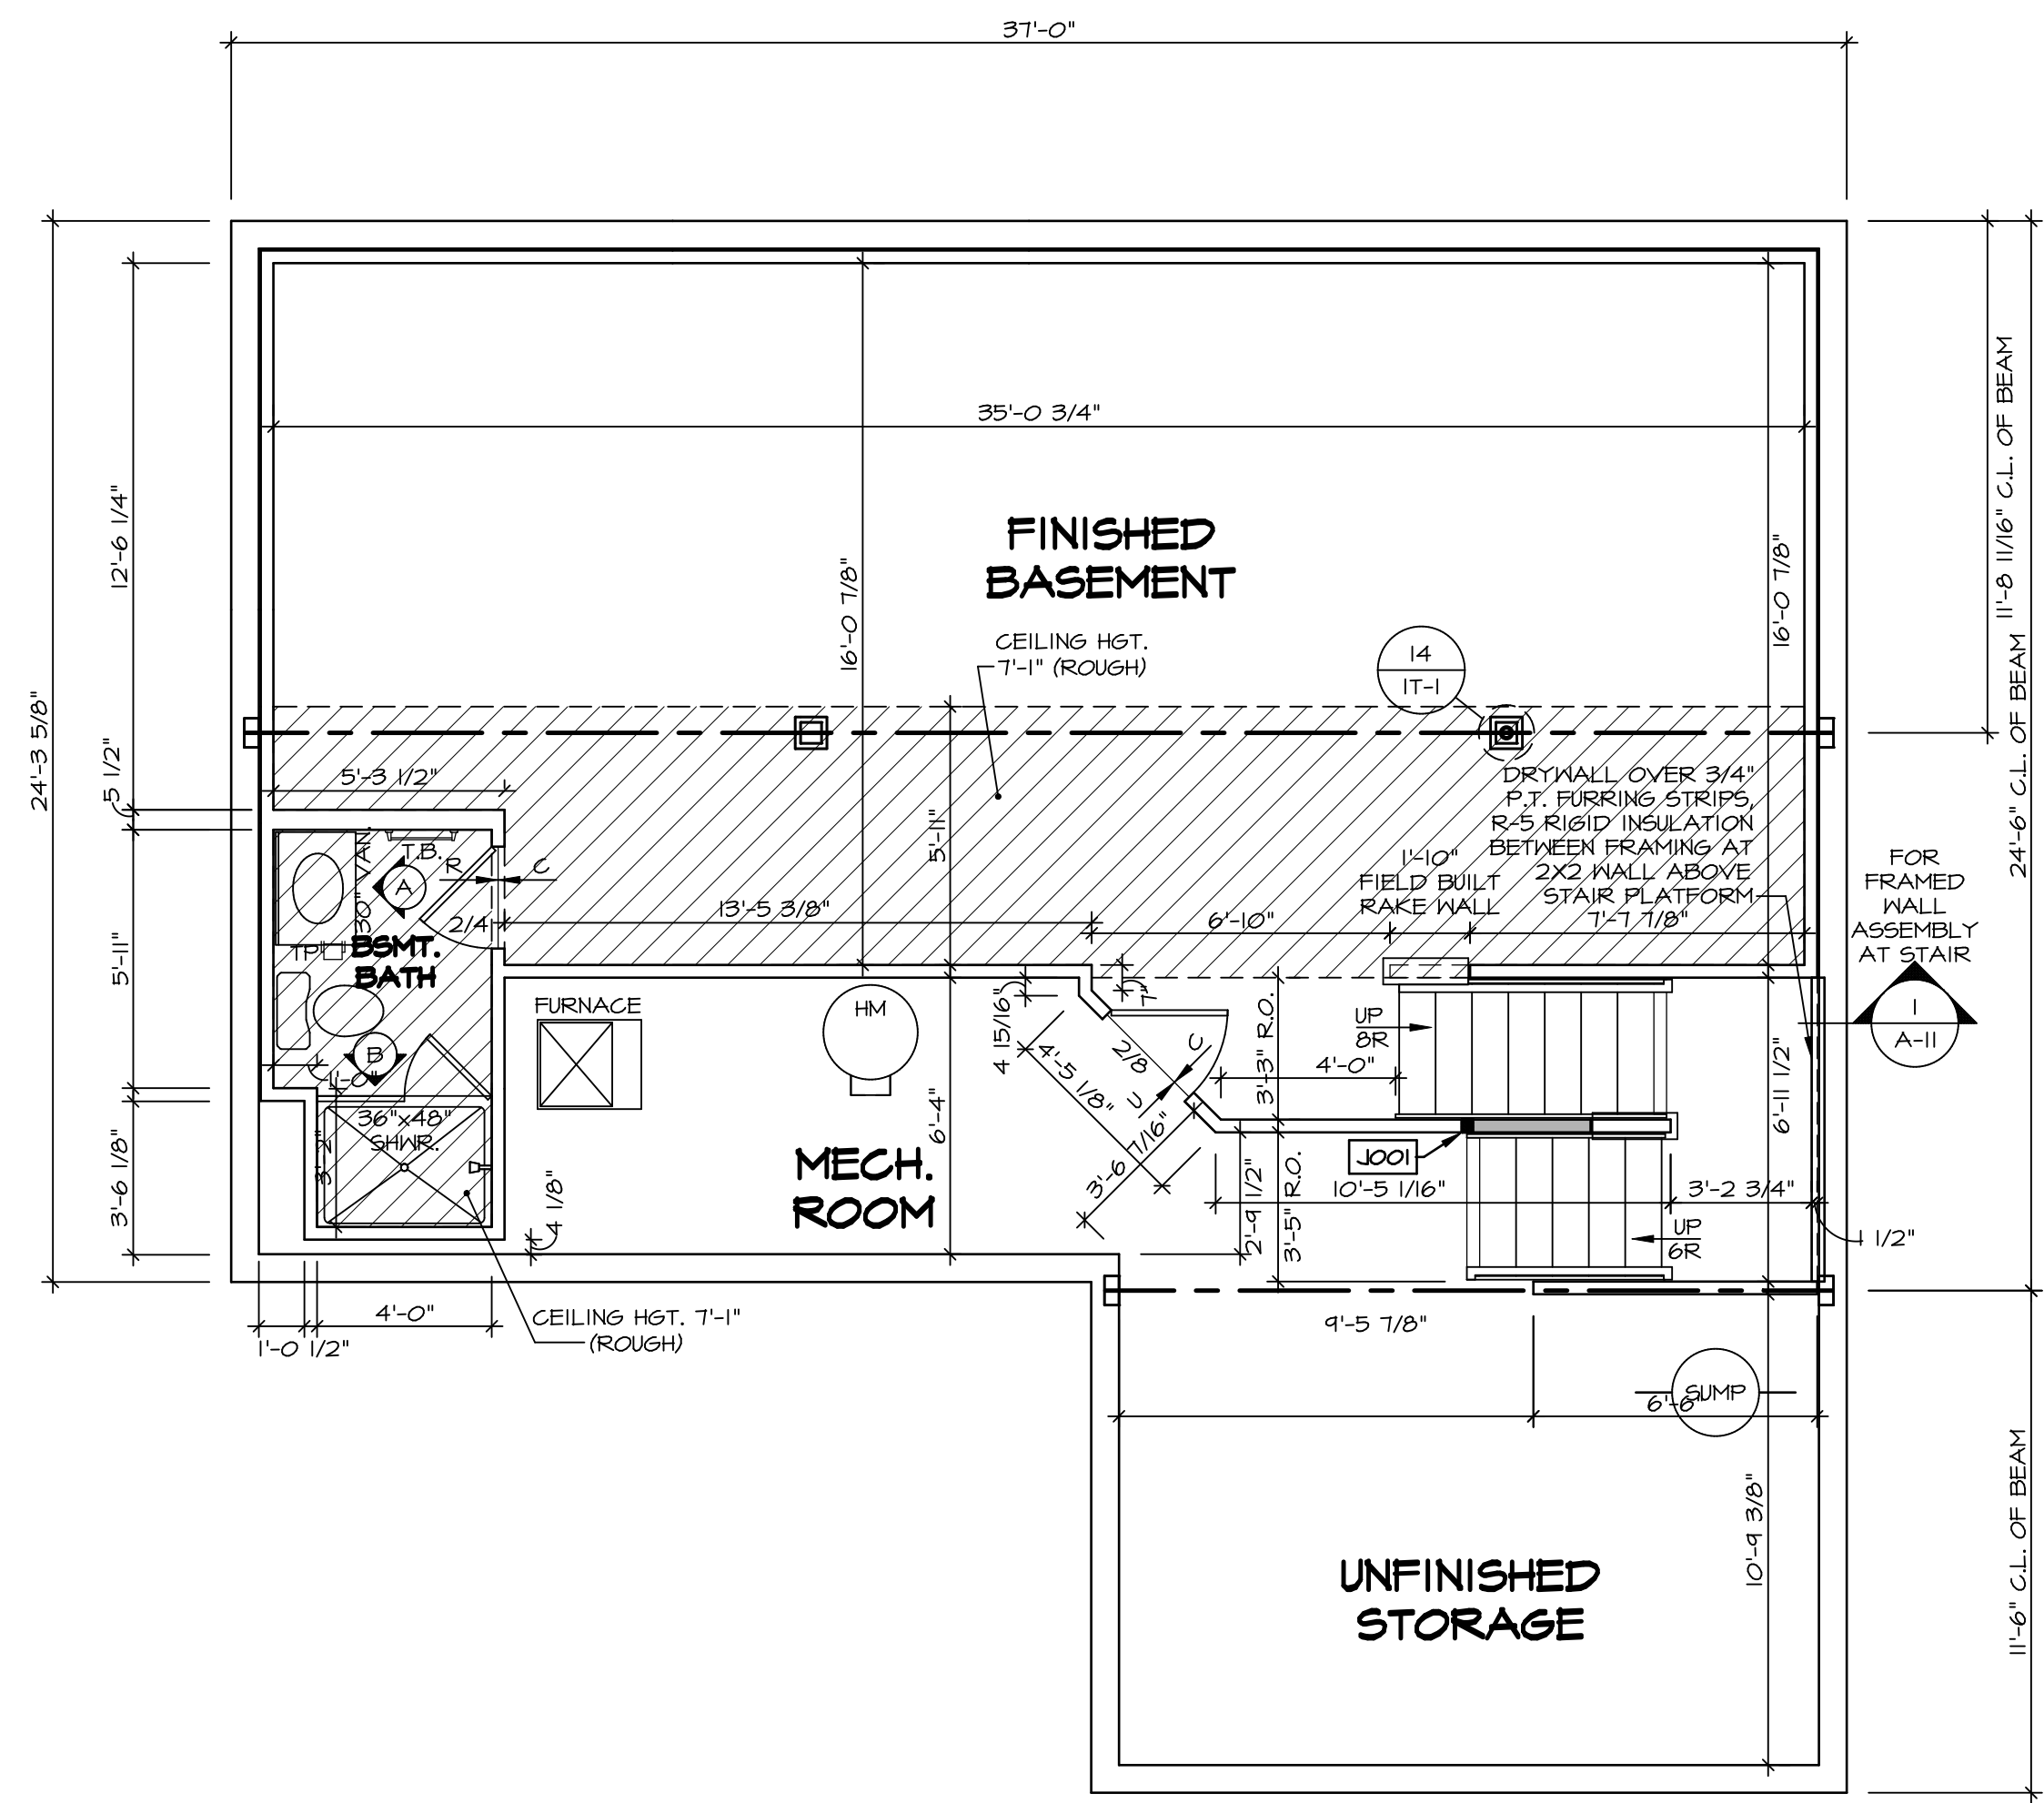 37'-0"
24'-3 5/8"
12'-6 1/4"
5 1/2"
5'-11"
3'-6 1/8"
35'-0 3/4"
FINISHED
BASEMENT
16'-0 7/8"
16'-0 7/8"
CEILING HGT.
7'-1" (ROUGH)
14
1T-1
11'-8 11/16" C.L. OF BEAM
24'-6" C.L. OF BEAM
5'-3 1/2"
5'-11"
DRYWALL OVER 3/4"
P.T. FURRING STRIPS,
R-5 RIGID INSULATION
BETWEEN FRAMING AT
2X2 WALL ABOVE
STAIR PLATFORM
1'-10"
FIELD BUILT
RAKE WALL
7'-7 7/8"
6'-10"
13'-5 3/8"
FOR
FRAMED
WALL
ASSEMBLY
AT STAIR
1
A-11
30" VAN.
T.B.
R
C
A
2/4
TP
BSMT.
BATH
B
1'-0"
36"x48"
SHWR.
3'-2"
FURNACE
HM
4 15/16"
7"
4'-5 1/8"
2/8
C
U
3'-6 7/16"
3'-3" R.O.
UP
8R
4'-0"
6'-11 1/2"
6'-4"
MECH.
ROOM
4 1/8"
J001
10'-5 1/16"
3'-2 3/4"
2'-9 1/2"
3'-5" R.O.
UP
6R
1 1/2"
4'-0"
1'-0 1/2"
CEILING HGT. 7'-1"
(ROUGH)
9'-5 7/8"
SUMP
6'-6"
10'-9 3/8"
UNFINISHED
STORAGE
11'-6" C.L. OF BEAM